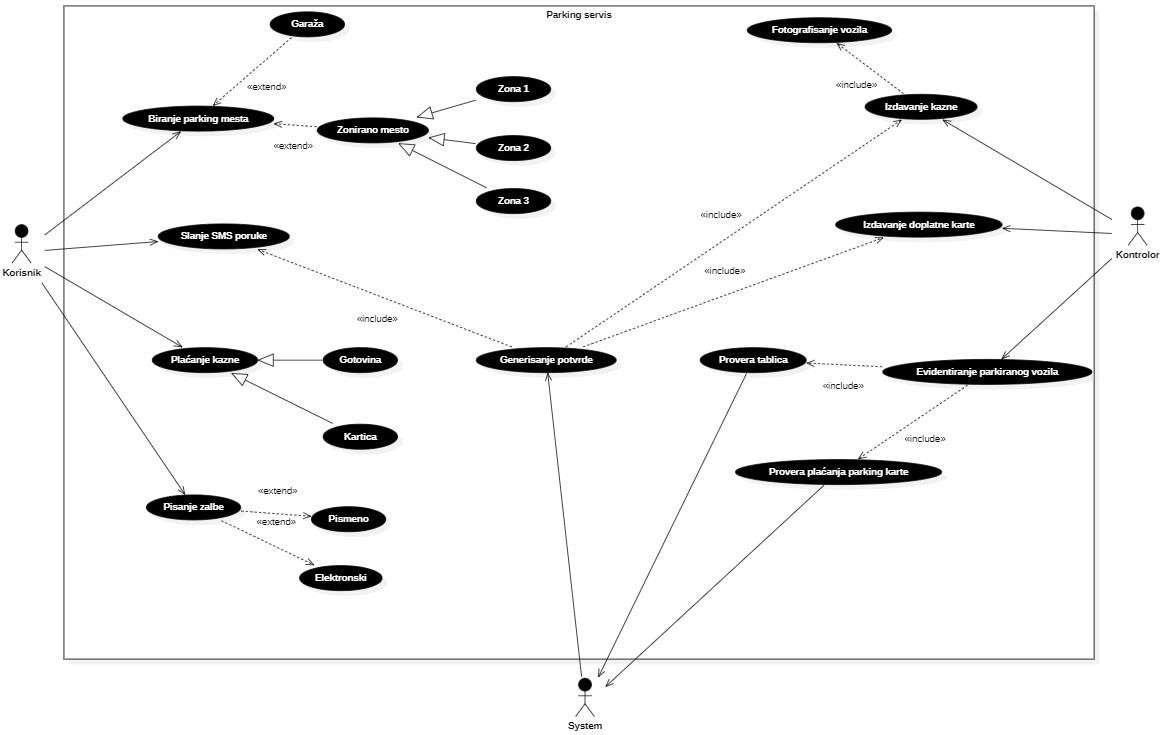 Parking servis
Garaža
Fotografisanje vozila
«extend»
«include»
Zona 1
Izdavanje kazne
Biranje parking mesta
Zonirano mesto
«extend»
Zona 2
Zona 3
«include»
Izdavanje doplatne karte
Slanje SMS poruke
Korisnik
Kontrolor
«include»
«include»
Plaćanje kazne
Gotovina
Generisanje potvrde
Provera tablica
Evidentiranje parkiranog vozila
«include»
Kartica
«include»
Provera plaćanja parking karte
«extend»
Pisanje zalbe
Pismeno
«extend»
Elektronski
System